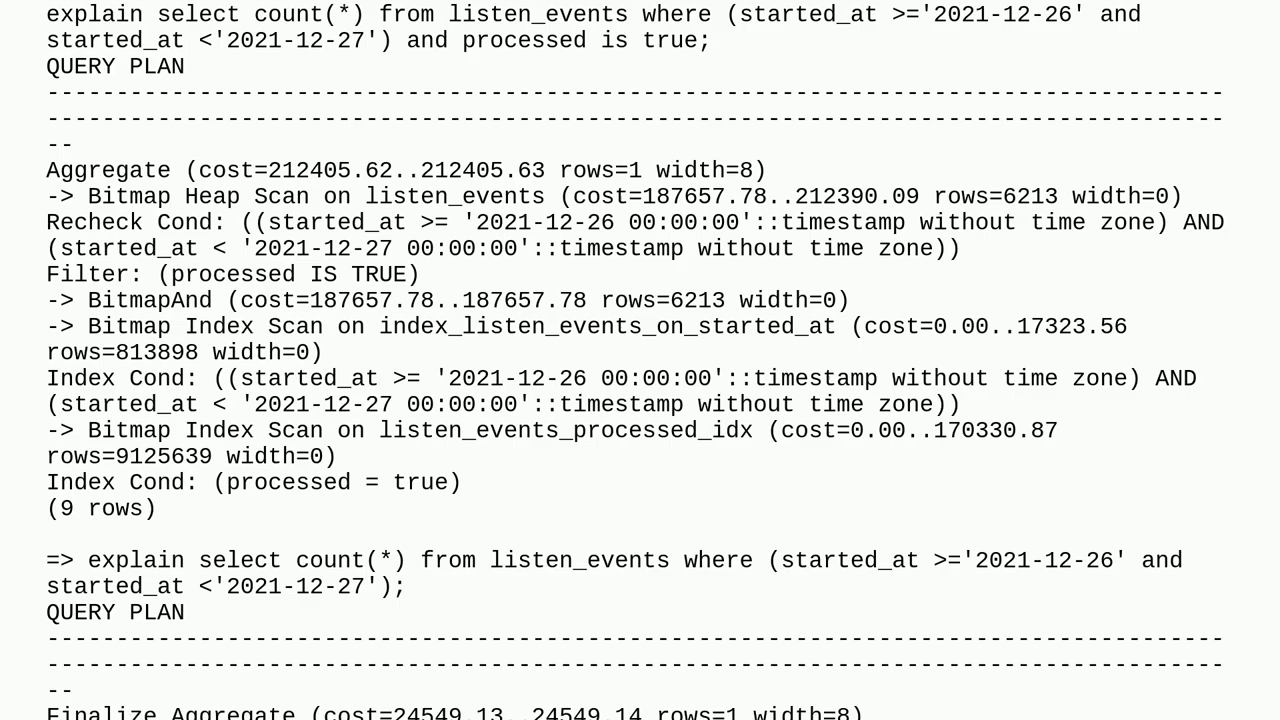 explain select count(*) from listen_events where (started_at >='2021-12-26' and
started_at <'2021-12-27') and processed is true;
QUERY PLAN
-------------------------------------------------------------------------------------
-------------------------------------------------------------------------------------
--
Aggregate (cost=212405.62..212405.63 rows=1 width=8)
-> Bitmap Heap Scan on listen_events (cost=187657.78..212390.09 rows=6213 width=0)
Recheck Cond: ((started_at >= '2021-12-26 00:00:00'::timestamp without time zone) AND
(started_at < '2021-12-27 00:00:00'::timestamp without time zone))
Filter: (processed IS TRUE)
-> BitmapAnd (cost=187657.78..187657.78 rows=6213 width=0)
-> Bitmap Index Scan on index_listen_events_on_started_at (cost=0.00..17323.56
rows=813898 width=0)
Index Cond: ((started_at >= '2021-12-26 00:00:00'::timestamp without time zone) AND
(started_at < '2021-12-27 00:00:00'::timestamp without time zone))
-> Bitmap Index Scan on listen_events_processed_idx (cost=0.00..170330.87
rows=9125639 width=0)
Index Cond: (processed = true)
(9 rows)
=> explain select count(*) from listen_events where (started_at >='2021-12-26' and
started_at <'2021-12-27');
QUERY PLAN
-------------------------------------------------------------------------------------
-------------------------------------------------------------------------------------
--
Finalize Aggregate (cost=24549.13..24549.14 rows=1 width=8)